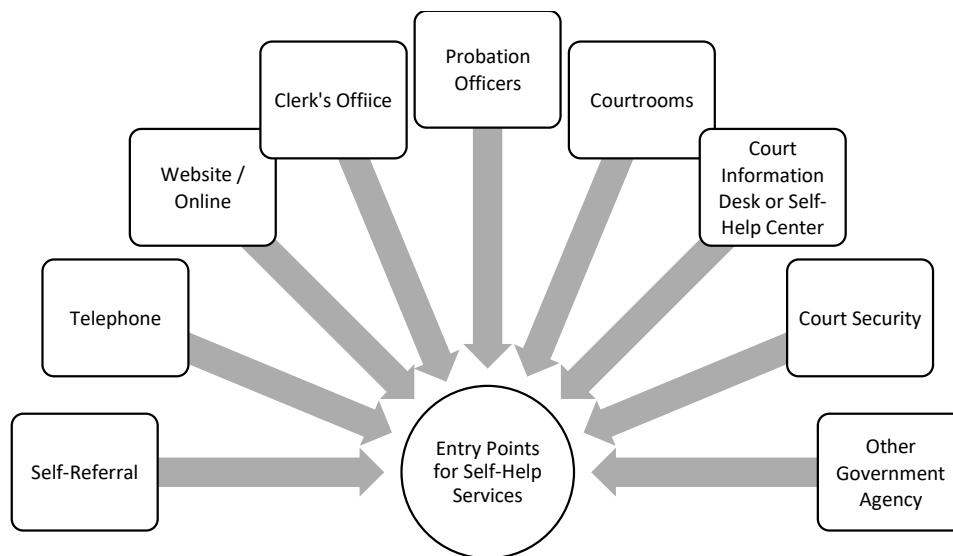 Probation
Officers
Clerk's Offiice
Courtrooms
Website /
Online
Court
Information
Desk or Self-
Help Center
Telephone
Court Security
Self-Referral
Entry Points
for Self-Help
Services
Other
Government
Agency